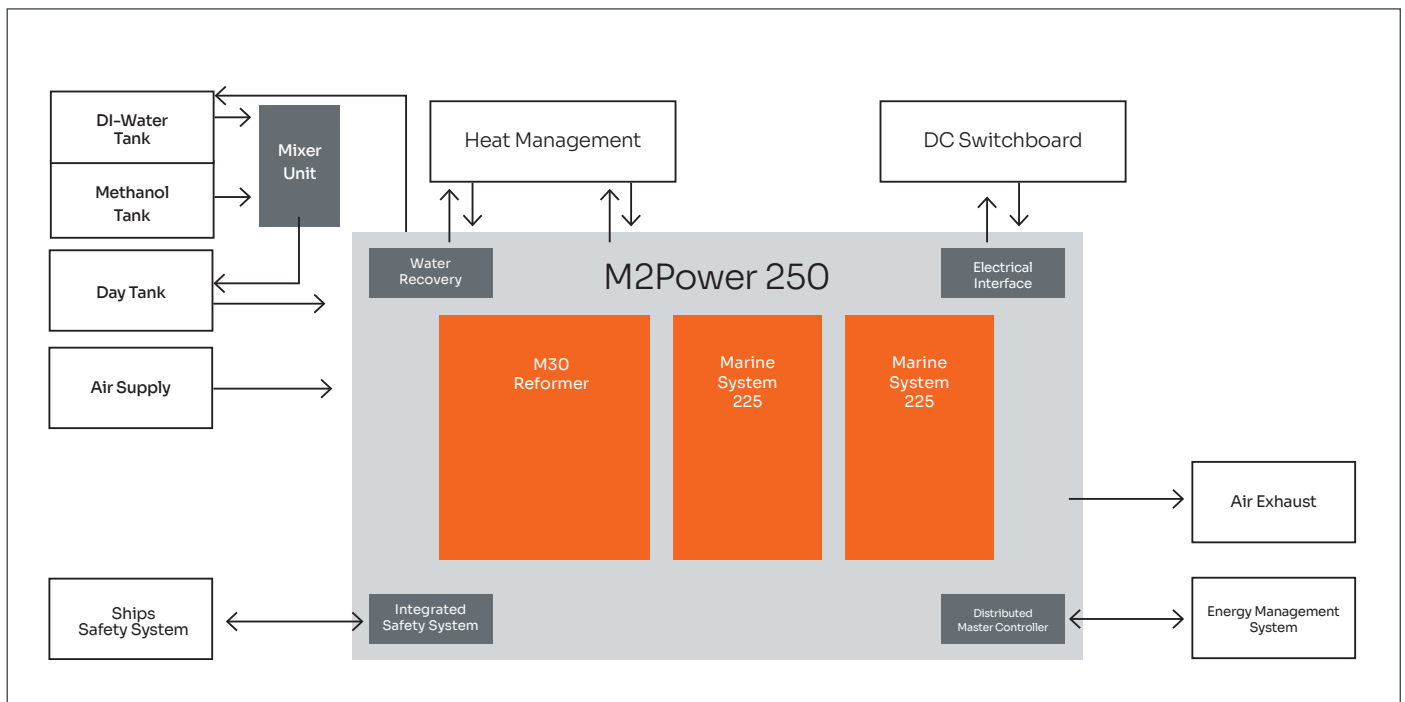 DI-Water
Tank
Methanol
Tank
Mixer
Unit
Heat Management
DC Switchboard
Day Tank
Water
Recovery
M2Power 250
Electrical
Interface
Air Supply
M30
Reformer
Marine
System
225
Marine
System
225
Air Exhaust
Ships
Safety System
Integrated
Safety System
Distributed
Master Controller
Energy Management
System